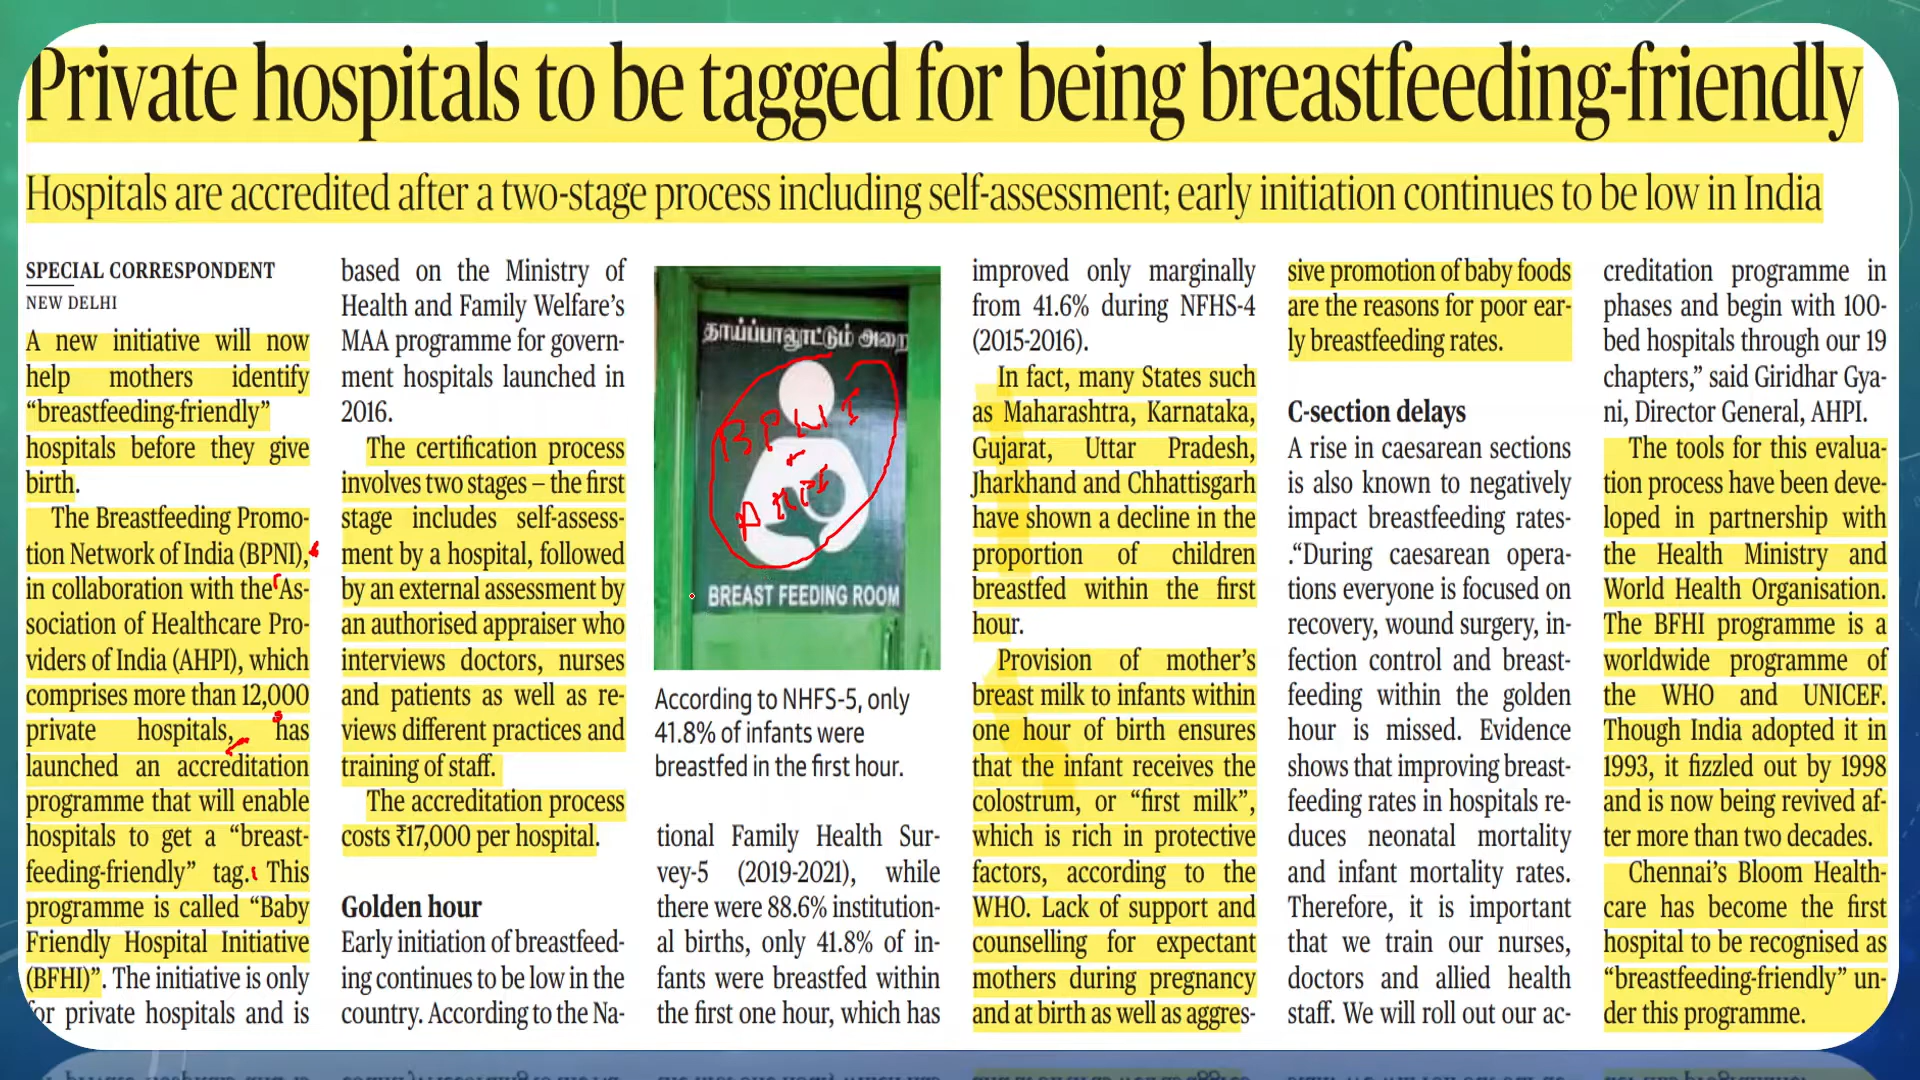 Private hospitals to be tagged for being breastfeeding-friendly
Hospitals are accredited after a two-stage process including self-assessment; early initiation continues to be low in India
SPECIAL CORRESPONDENT
NEW DELHI
A new initiative will now
help mothers identify
“breastfeeding-friendly”
hospitals before they give
birth.
The Breastfeeding Promo-
tion Network of India (BPNI),
in collaboration with the As-
sociation of Healthcare Pro-
viders of India (AHPI), which
comprises more than 12,000
private hospitals, has
launched an accreditation
programme that will enable
hospitals to get a “breast-
feeding-friendly” tag. This
programme is called “Baby
Friendly Hospital Initiative
(BFHI)”. The initiative is only
for private hospitals and is
based on the Ministry of
Health and Family Welfare’s
MAA programme for govern-
ment hospitals launched in
2016.
The certification process
involves two stages – the first
stage includes self-assess-
ment by a hospital, followed
by an external assessment by
an authorised appraiser who
interviews doctors, nurses
and patients as well as re-
views different practices and
training of staff.
The accreditation process
costs ₹17,000 per hospital.
Golden hour
Early initiation of breastfeed-
ing continues to be low in the
country. According to the Na-
தாய்ப்பாலூட்டும் அறை
BPNI
AHPI
BREAST FEEDING ROOM
According to NHFS-5, only
41.8% of infants were
breastfed in the first hour.
tional Family Health Sur-
vey-5 (2019-2021), while
there were 88.6% institution-
al births, only 41.8% of in-
fants were breastfed within
the first one hour, which has
improved only marginally
from 41.6% during NFHS-4
(2015-2016).
In fact, many States such
as Maharashtra, Karnataka,
Gujarat, Uttar Pradesh,
Jharkhand and Chhattisgarh
have shown a decline in the
proportion of children
breastfed within the first
hour.
Provision of mother’s
breast milk to infants within
one hour of birth ensures
that the infant receives the
colostrum, or “first milk”,
which is rich in protective
factors, according to the
WHO. Lack of support and
counselling for expectant
mothers during pregnancy
and at birth as well as aggres-
sive promotion of baby foods
are the reasons for poor ear-
ly breastfeeding rates.
C-section delays
A rise in caesarean sections
is also known to negatively
impact breastfeeding rates-
.“During caesarean opera-
tions everyone is focused on
recovery, wound surgery, in-
fection control and breast-
feeding within the golden
hour is missed. Evidence
shows that improving breast-
feeding rates in hospitals re-
duces neonatal mortality
and infant mortality rates.
Therefore, it is important
that we train our nurses,
doctors and allied health
staff. We will roll out our ac-
creditation programme in
phases and begin with 100-
bed hospitals through our 19
chapters,” said Giridhar Gya-
ni, Director General, AHPI.
The tools for this evalua-
tion process have been deve-
loped in partnership with
the Health Ministry and
World Health Organisation.
The BFHI programme is a
worldwide programme of
the WHO and UNICEF.
Though India adopted it in
1993, it fizzled out by 1998
and is now being revived af-
ter more than two decades.
Chennai’s Bloom Health-
care has become the first
hospital to be recognised as
“breastfeeding-friendly” un-
der this programme.